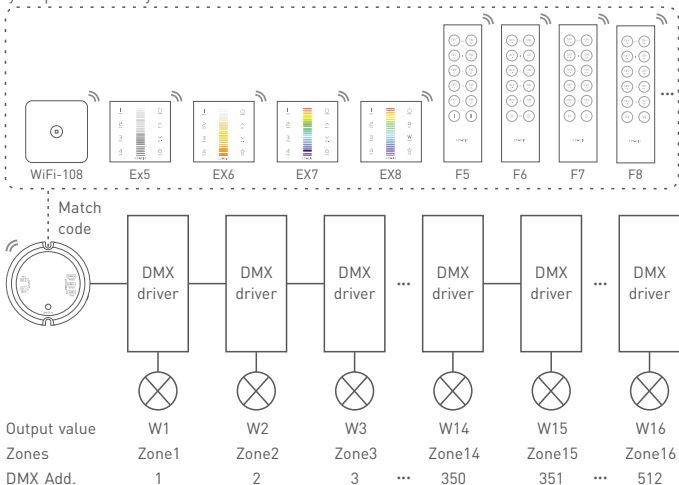 WiFi-108 Ex5 EX6 EX7 EX8 F5 F6 F7 F8
Match
code
DMX DMX DMX DMX DMX DMX
driver driver driver ... driver driver ... driver
Output value W1 W2 W3 W14 W15 W16
Zones Zone1 Zone2 Zone3 Zone14 Zone15 Zone16
DMX Add. 1 2 3 ... 350 351 ... 512